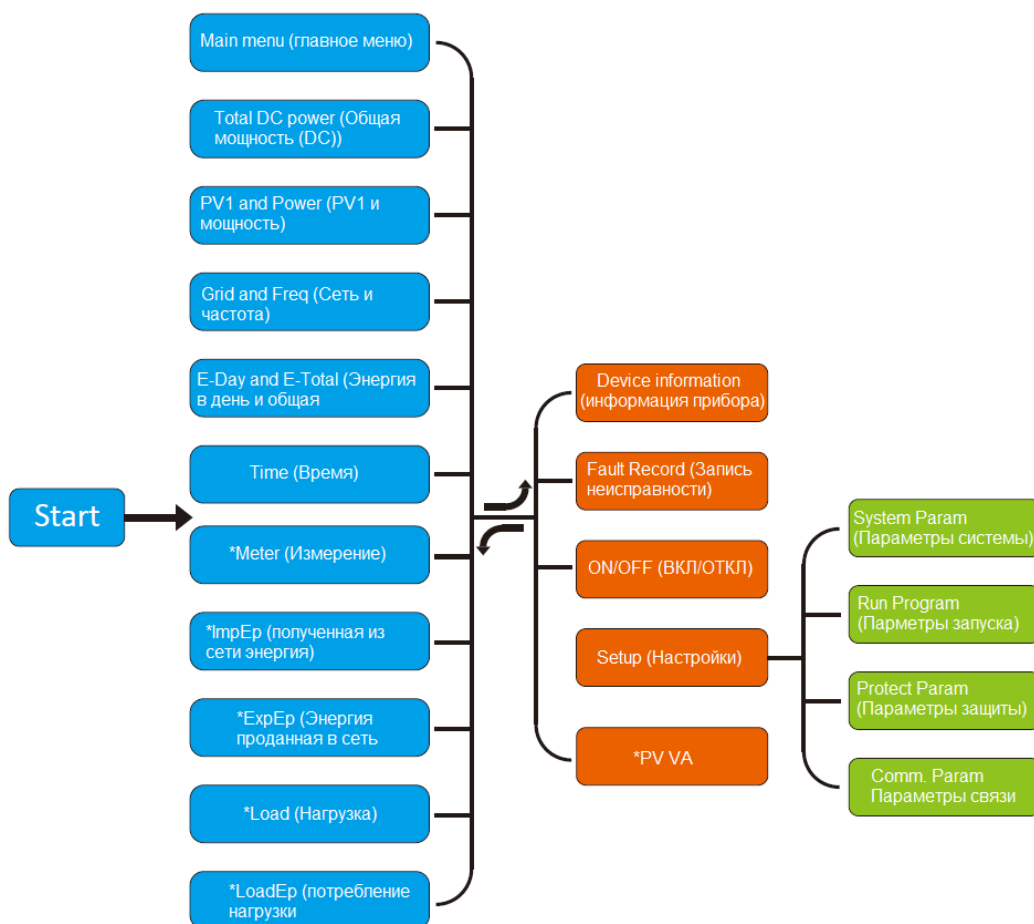 Start
Main menu (главное меню)
Total DC power (Общая
мощность (DC))
PV1 and Power (PV1 и
мощность)
Grid and Freq (Сеть и
частота)
E-Day and E-Total (Энергия
в день и общая
Time (Время)
*Meter (Измерение)
*ImpEp (полученная из
сети энергия)
*ExpEp (Энергия
проданная в сеть
*Load (Нагрузка)
*LoadEp (потребление
нагрузки
Device information
(информация прибора)
Fault Record (Запись
неисправности)
ON/OFF (ВКЛ/ОТКЛ)
Setup (Настройки)
*PV VA
System Param
(Параметры системы)
Run Program
(Парметры запуска)
Protect Param
(Параметры защиты)
Comm. Param
Параметры связи